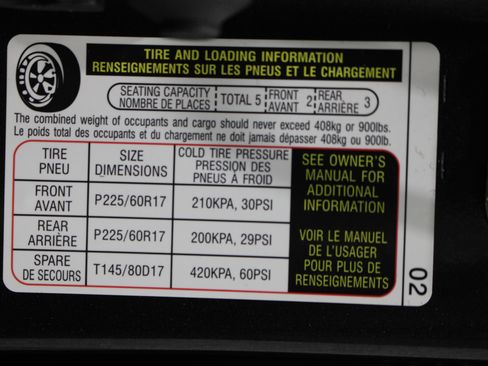 TIRE AND LOADING INFORMATION
RENSEIGNEMENTS SUR LES PNEUS ET LE CHARGEMENT
SEATING CAPACITY
NOMBRE DE PLACES
TOTAL 5
FRONT
AVANT
2
REAR
ARRIÈRE
3
The combined weight of occupants and cargo should never exceed 408kg or 900lbs.
Le poids total des occupants et du chargement ne doit jamais dépasser 408kg ou 900lb.
TIRE
PNEU
SIZE
DIMENSIONS
COLD TIRE PRESSURE
PRESSION DES
PNEUS À FROID
FRONT
AVANT
P225/60R17
210KPA, 30PSI
REAR
ARRIÈRE
P225/60R17
200KPA, 29PSI
SPARE
DE SECOURS
T145/80D17
420KPA, 60PSI
SEE OWNER'S
MANUAL FOR
ADDITIONAL
INFORMATION
VOIR LE MANUEL
DE L'USAGER
POUR PLUS DE
RENSEIGNEMENTS
02